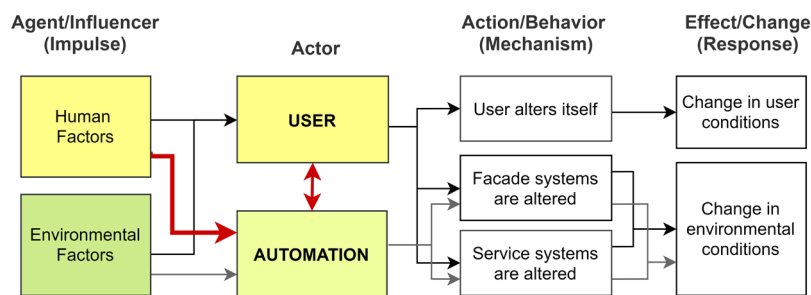 Agent/Influencer
(Impulse)
Actor
Action/Behavior
(Mechanism)
Effect/Change
(Response)
Human
Factors
USER
User alters itself
Change in user
conditions
Environmental
Factors
AUTOMATION
Facade systems
are altered
Service systems
are altered
Change in
environmental
conditions